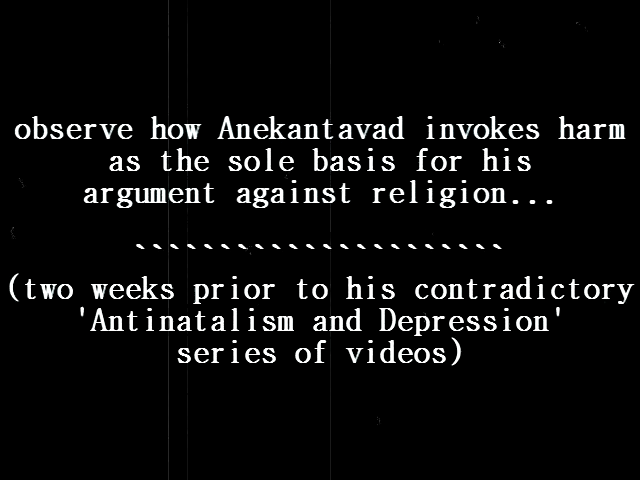 observe how Anekantavad invokes harm
as the sole basis for his
argument against religion...
``````````````````````
(two weeks prior to his contradictory
'Antinatalism and Depression'
series of videos)